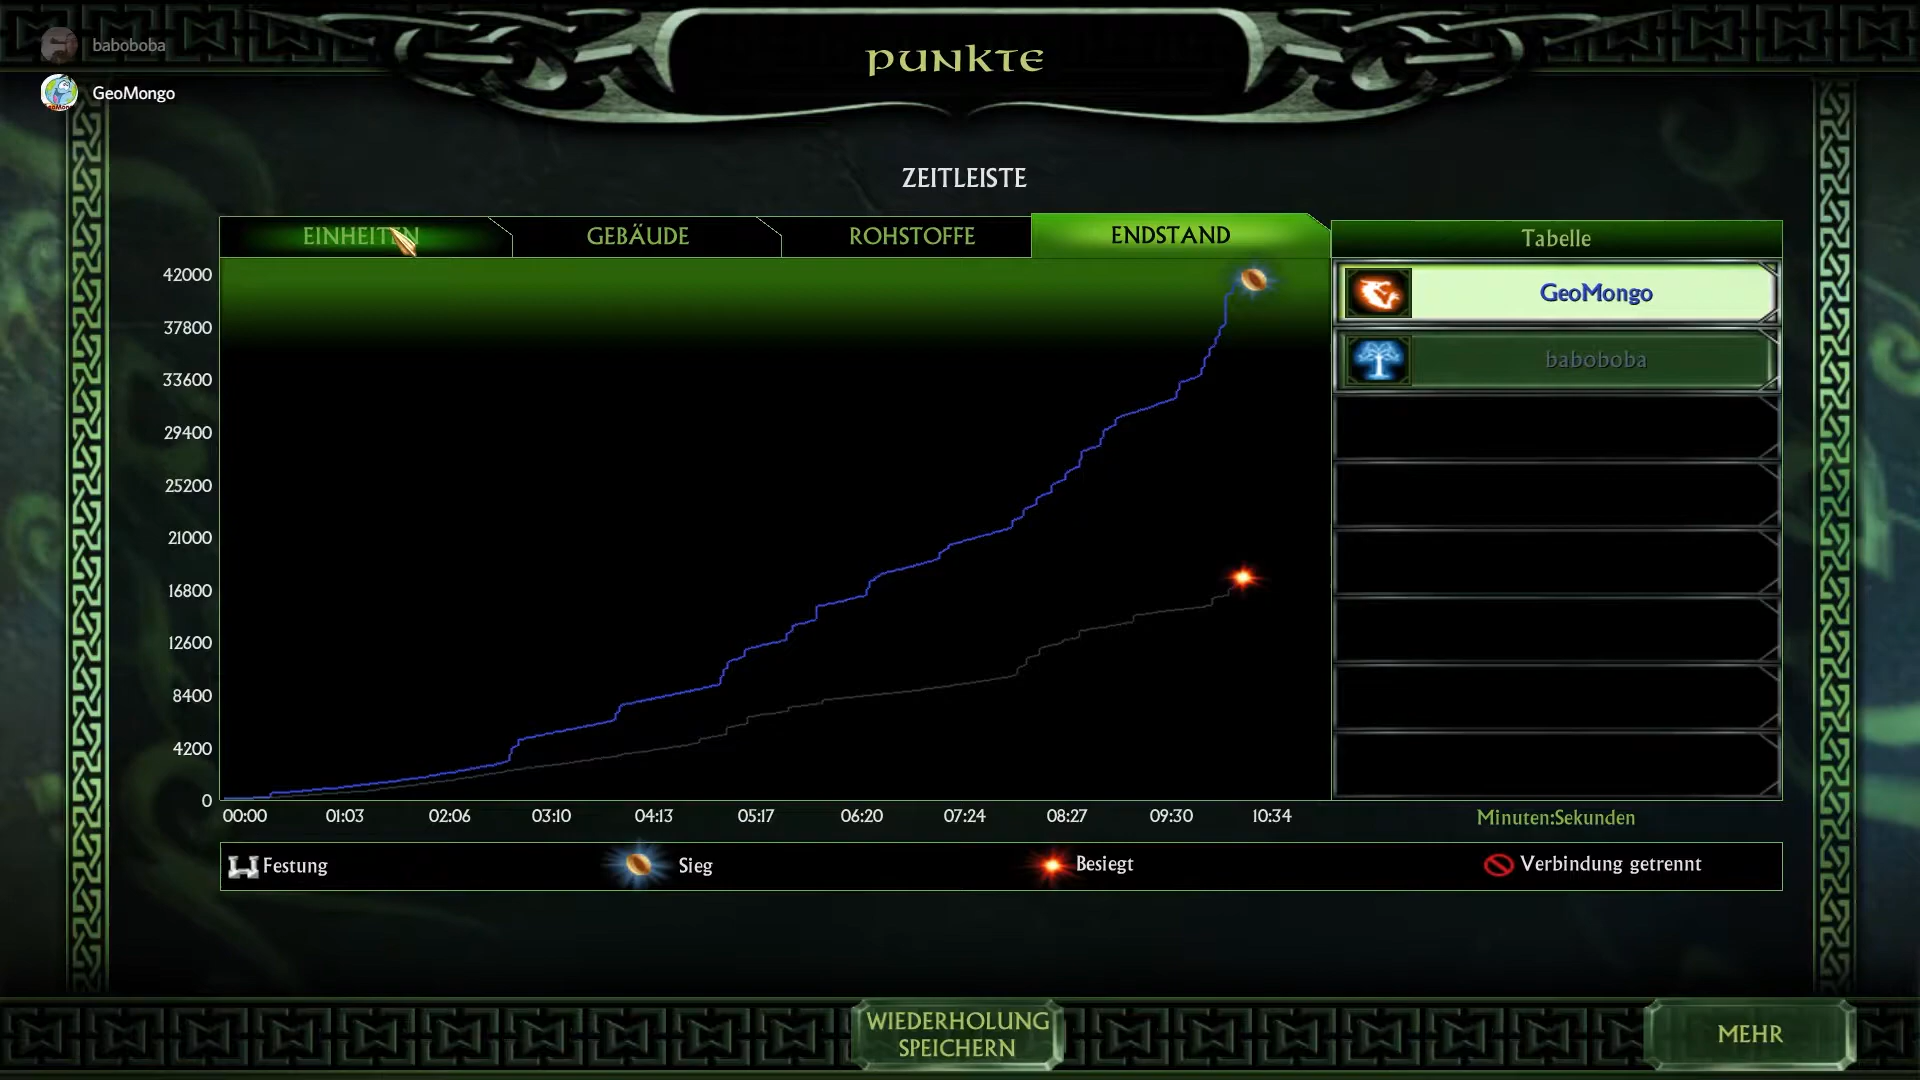 baboboba
GeoMongo
PUNKTE
ZEITLEISTE
EINHEITEN GEBÄUDE ROHSTOFFE ENDSTAND Tabelle
42000
37800
33600
29400
25200
21000
16800
12600
8400
4200
0
GeoMongo
baboboba
00:00 01:03 02:06 03:10 04:13 05:17 06:20 07:24 08:27 09:30 10:34 Minuten:Sekunden
Festung Sieg Besiegt Verbindung getrennt
WIEDERHOLUNG
SPEICHERN
MEHR